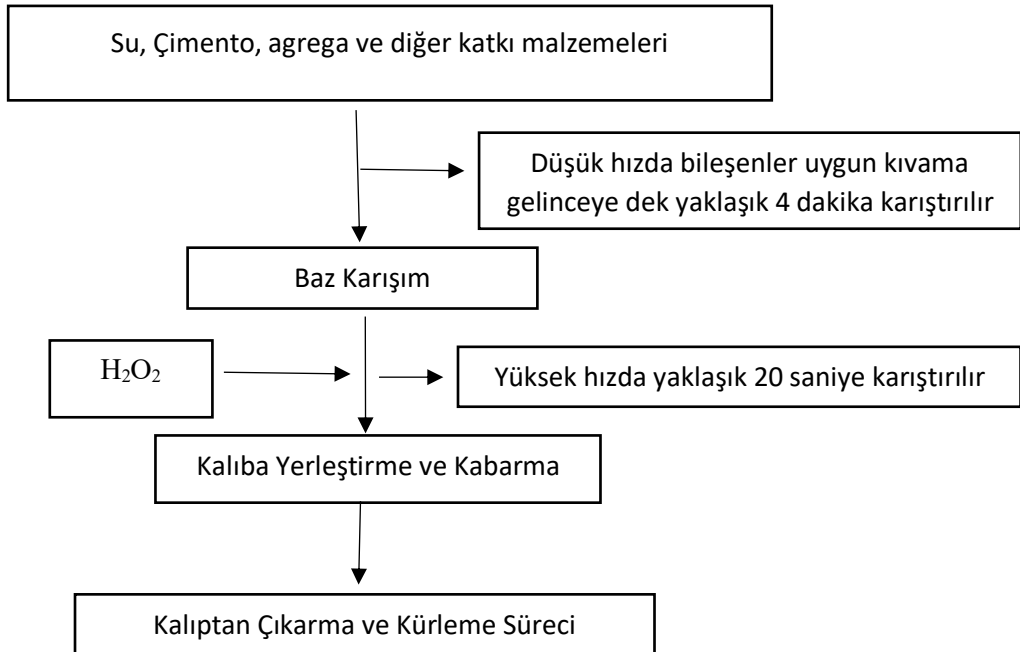 Su, Çimento, agrega ve diğer katkı malzemeleri
Düşük hızda bileşenler uygun kıvama
gelinceye dek yaklaşık 4 dakika karıştırılır
Baz Karışım
H₂O₂
Yüksek hızda yaklaşık 20 saniye karıştırılır
Kalıba Yerleştirme ve Kabarma
Kalıptan Çıkarma ve Kürleme Süreci